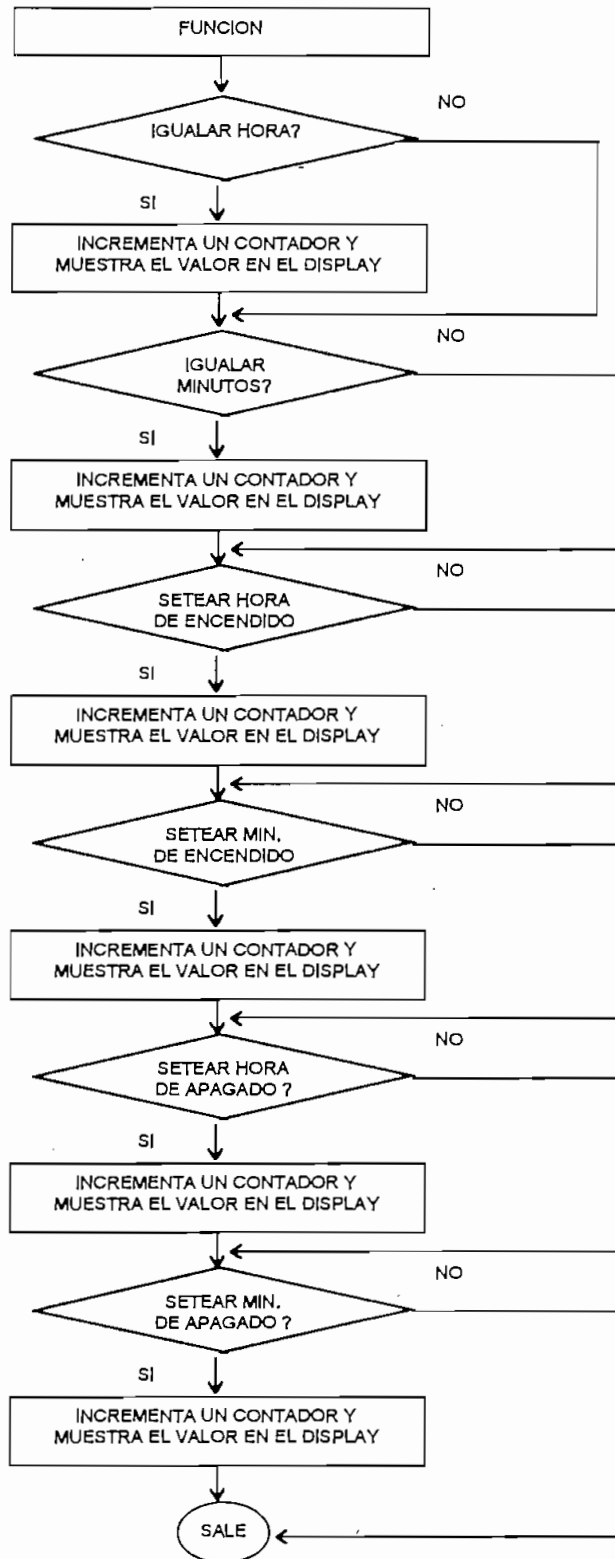 FUNCION
NO
IGUALAR HORA?
SI
INCREMENTA UN CONTADOR Y
MUESTRA EL VALOR EN EL DISPLAY
NO
IGUALAR
MINUTOS?
SI
INCREMENTA UN CONTADOR Y
MUESTRA EL VALOR EN EL DISPLAY
NO
SETEAR HORA
DE ENCENDIDO
SI
INCREMENTA UN CONTADOR Y
MUESTRA EL VALOR EN EL DISPLAY
NO
SETEAR MIN.
DE ENCENDIDO
SI
INCREMENTA UN CONTADOR Y
MUESTRA EL VALOR EN EL DISPLAY
NO
SETEAR HORA
DE APAGADO ?
SI
INCREMENTA UN CONTADOR Y
MUESTRA EL VALOR EN EL DISPLAY
NO
SETEAR MIN.
DE APAGADO ?
SI
INCREMENTA UN CONTADOR Y
MUESTRA EL VALOR EN EL DISPLAY
SALE